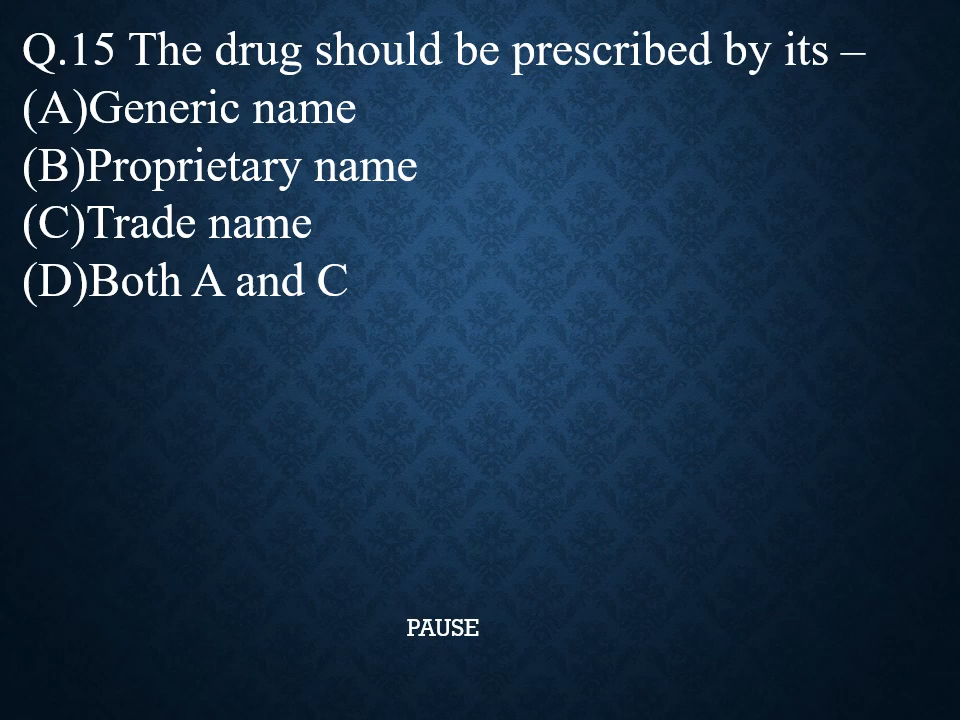 Q.15 The drug should be prescribed by its –
(A)Generic name
(B)Proprietary name
(C)Trade name
(D)Both A and C
PAUSE